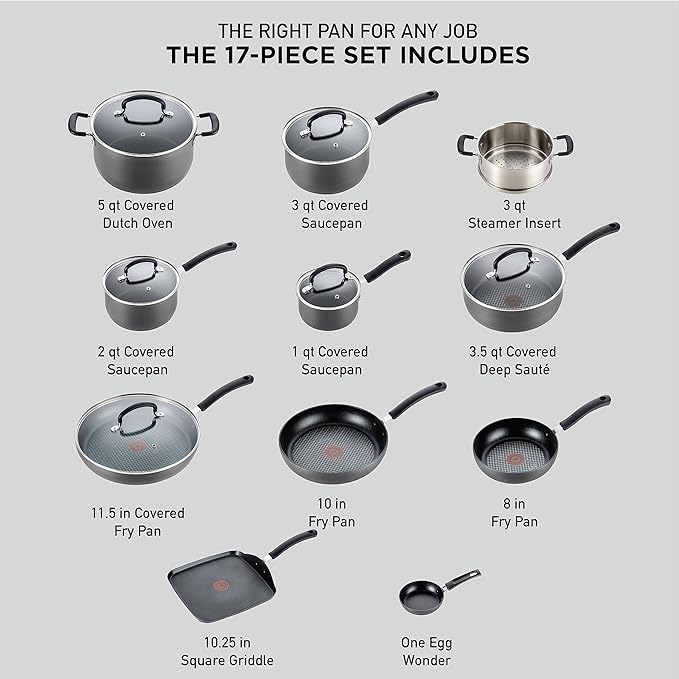 THE RIGHT PAN FOR ANY JOB
THE 17-PIECE SET INCLUDES
5 qt Covered
Dutch Oven
3 qt Covered
Saucepan
3 qt
Steamer Insert
2 qt Covered
Saucepan
1 qt Covered
Saucepan
3.5 qt Covered
Deep Sauté
11.5 in Covered
Fry Pan
10 in
Fry Pan
8 in
Fry Pan
10.25 in
Square Griddle
One Egg
Wonder